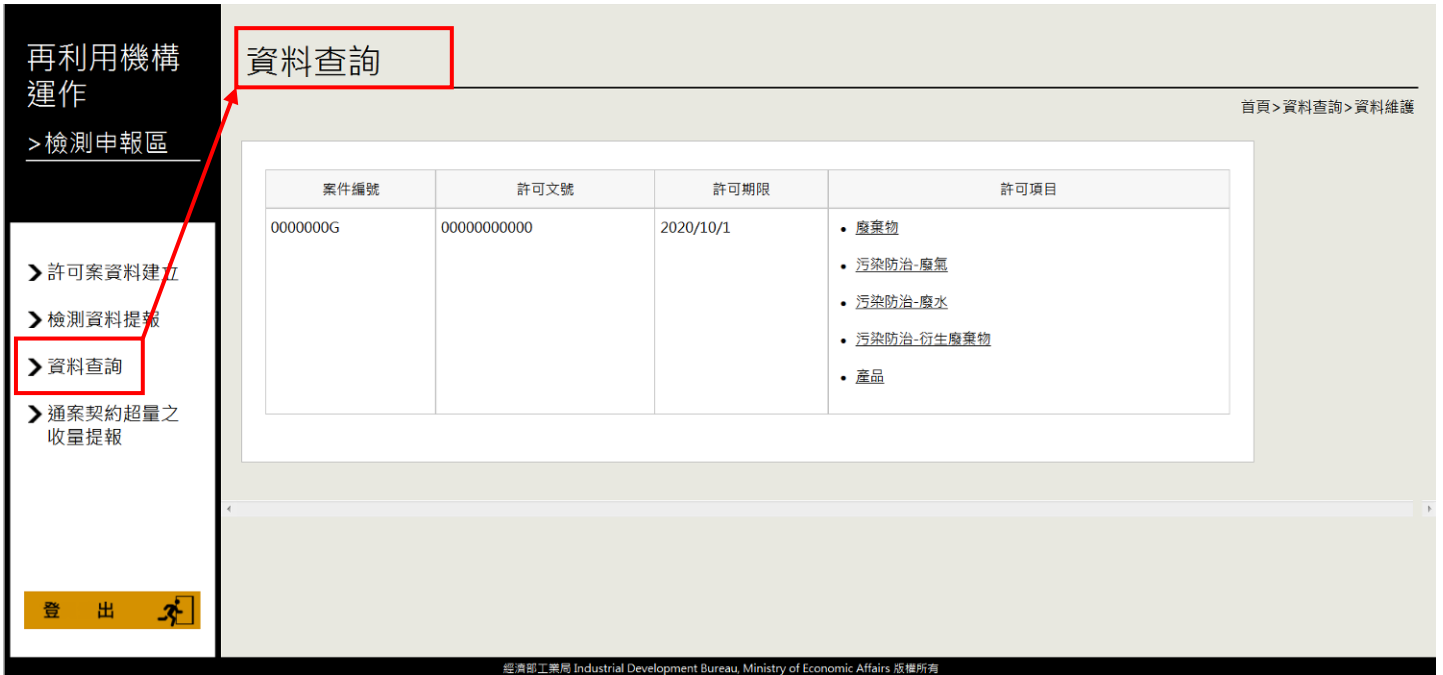 再利用機構
運作
>檢測申報區
許可案資料建立
檢測資料提報
資料查詢
通案契約超量之
收量提報
登 出
資料查詢
首頁>資料查詢>資料維護
案件編號 許可文號 許可期限 許可項目
0000000G 00000000000 2020/10/1
• 廢棄物
• 污染防治-廢氣
• 污染防治-廢水
• 污染防治-衍生廢棄物
• 產品
經濟部工業局 Industrial Development Bureau, Ministry of Economic Affairs 版權所有